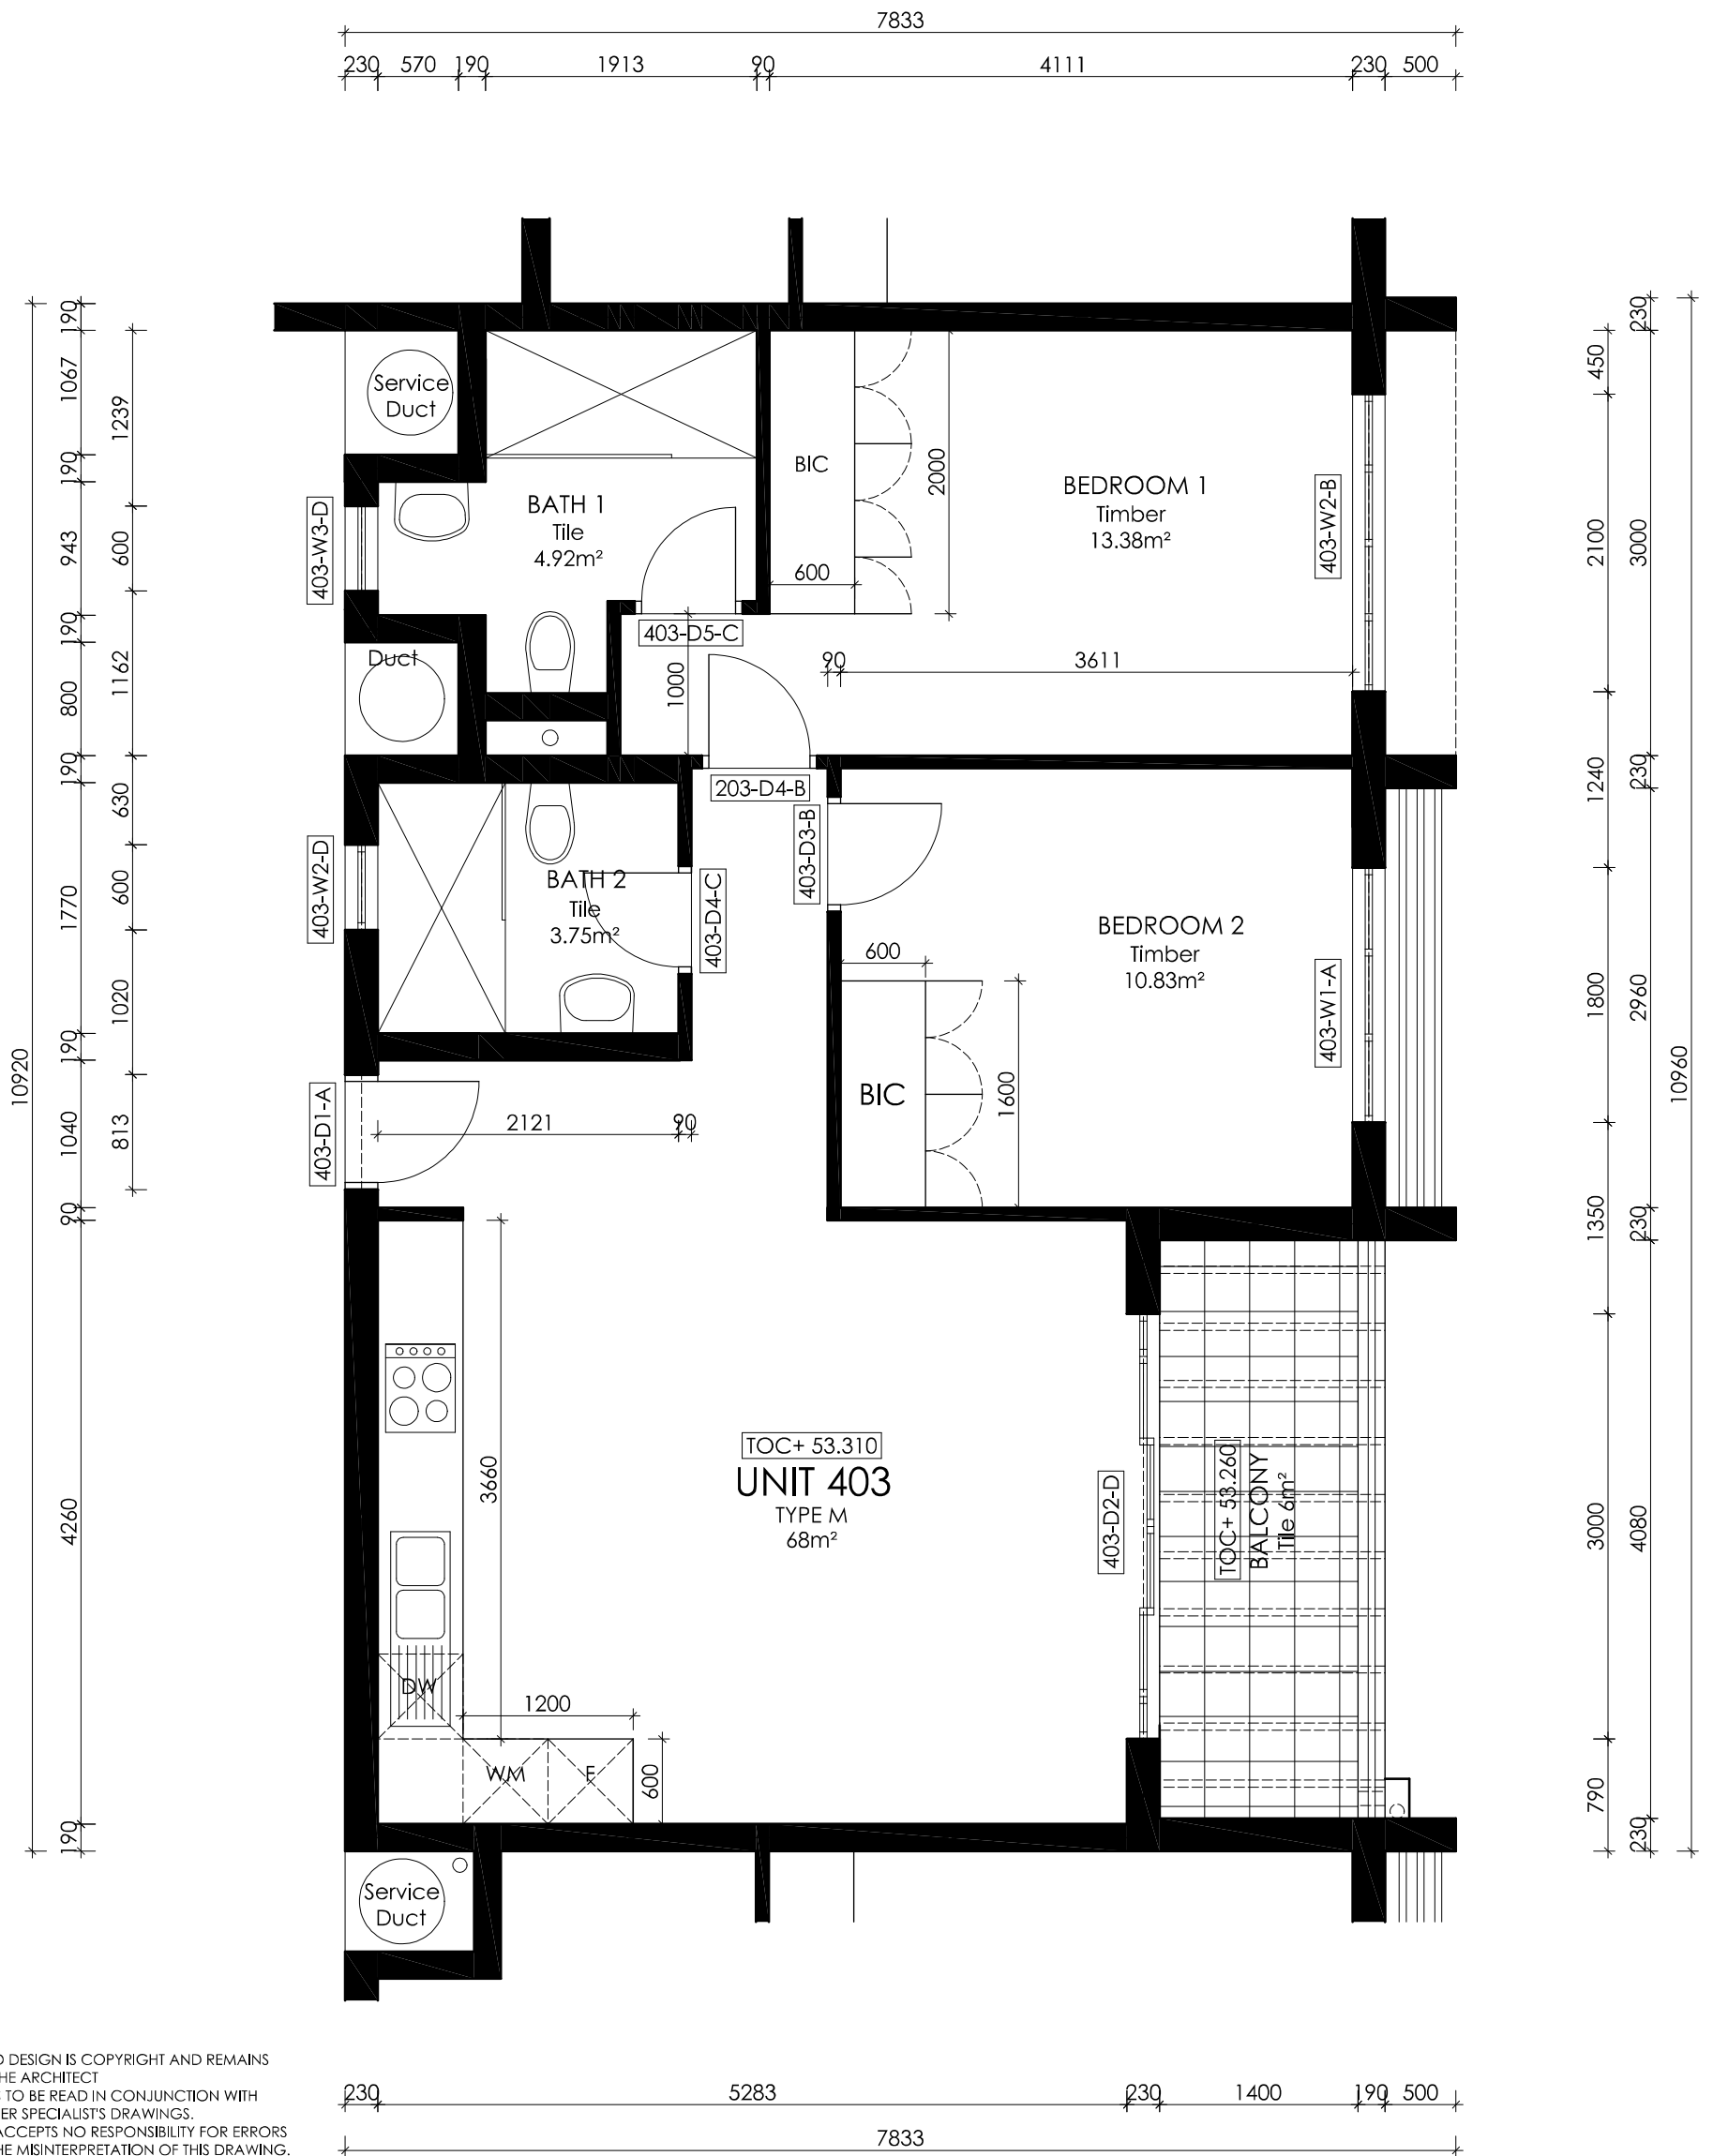 7833
230 570 190 1913 90 4111 230 500
190
1067
190
943
190
800
190
1770
190
1040
90
4260
190
10920
1239
600
1162
630
600
1020
813
Service
Duct
BATH 1
Tile
4.92m²
403-W3-D
BIC
600
2000
BEDROOM 1
Timber
13.38m²
403-W2-B
403-D5-C
Duct
1000
90 3611
203-D4-B
403-D3-B
403-W2-D
BATH 2
Tile
3.75m²
403-D4-C
BEDROOM 2
Timber
10.83m²
403-W1-A
600
BIC
1600
403-D1-A
2121 90
3660
TOC+ 53.310
UNIT 403
TYPE M
68m²
403-D2-D
TOC+ 53.260
BALCONY
Tile 6m²
DW
1200
WM F
600
Service
Duct
450
2100
1240
1800
1350
3000
790
230
3000
230
2960
230
4080
230
10960
DESIGN IS COPYRIGHT AND REMAINS
HE ARCHITECT
TO BE READ IN CONJUNCTION WITH
ER SPECIALIST'S DRAWINGS.
ACCEPTS NO RESPONSIBILITY FOR ERRORS
HE MISINTERPRETATION OF THIS DRAWING.
230 5283 230 1400 190 500
7833